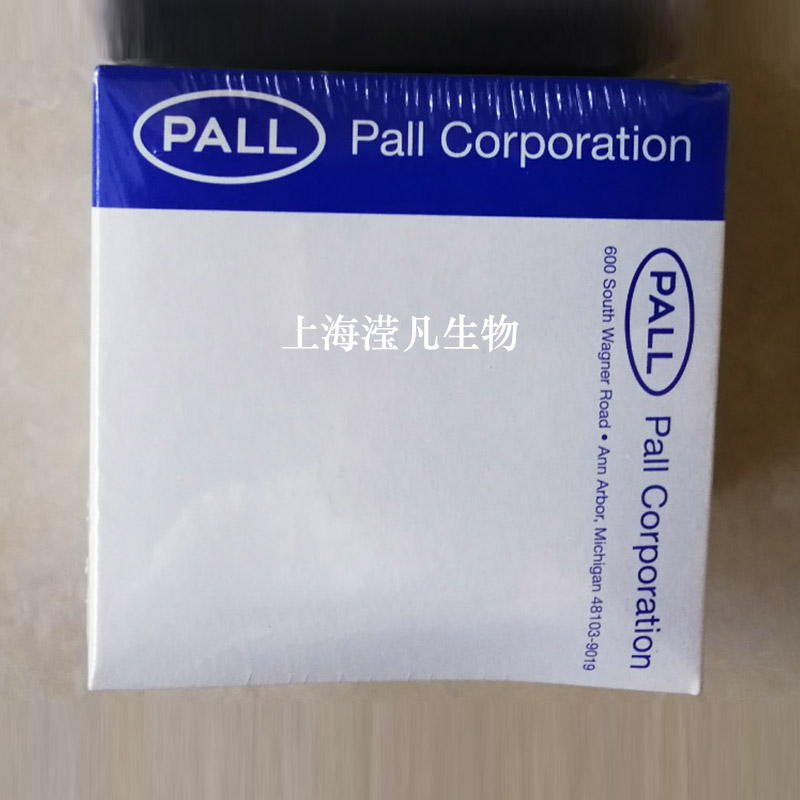 PALL
Pall Corporation
上海滢凡生物
PALL
Pall Corporation
600 South Wagner Road • Ann Arbor, Michigan 48103-9019